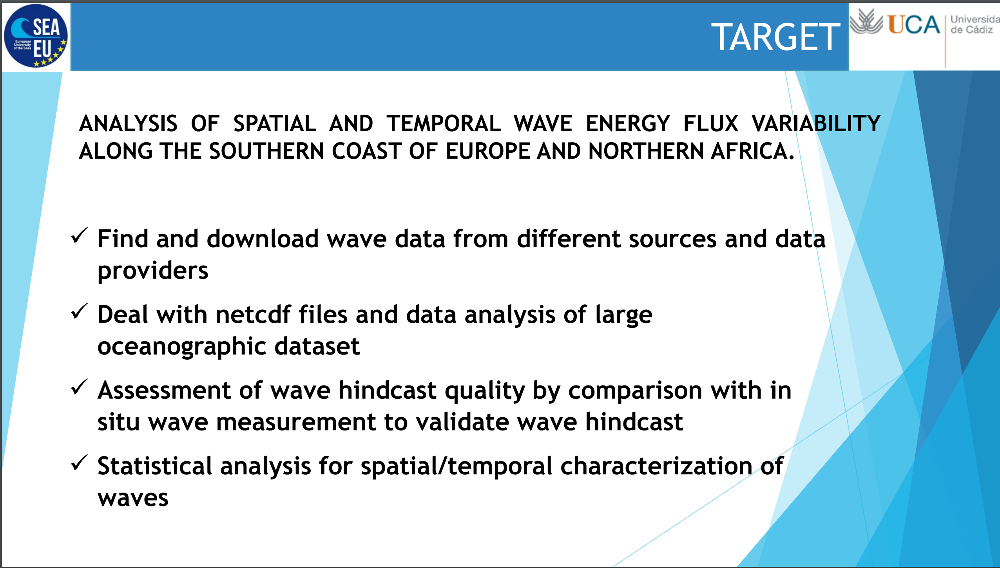 SEA
EU
European
University
of the Seas
TARGET
UCA
Universida
de Cádiz
ANALYSIS OF SPATIAL AND TEMPORAL WAVE ENERGY FLUX VARIABILITY
ALONG THE SOUTHERN COAST OF EUROPE AND NORTHERN AFRICA.
✓ Find and download wave data from different sources and data
providers
✓ Deal with netcdf files and data analysis of large
oceanographic dataset
✓ Assessment of wave hindcast quality by comparison with in
situ wave measurement to validate wave hindcast
✓ Statistical analysis for spatial/temporal characterization of
waves